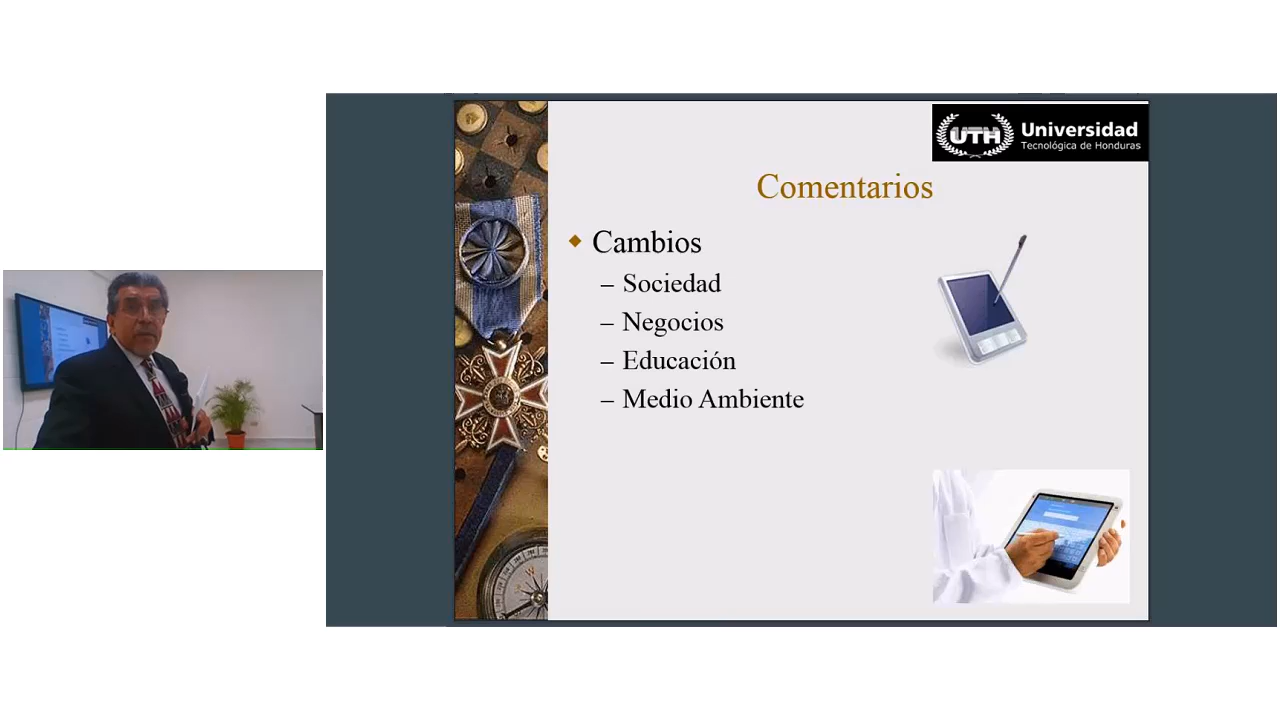 UTH Universidad
Tecnológica de Honduras
Comentarios
Cambios
– Sociedad
– Negocios
– Educación
– Medio Ambiente